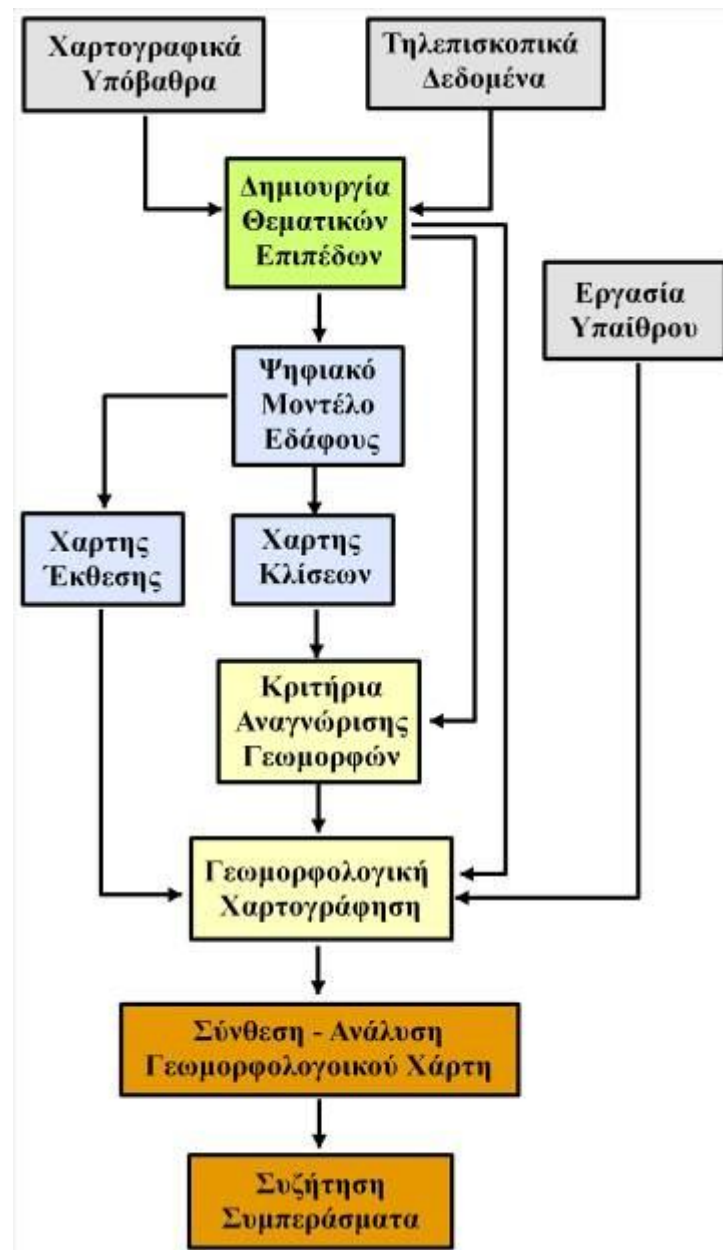 Χαρτογραφικά
Υπόβαθρα
Τηλεπισκοπικά
Δεδομένα
Δημιουργία
Θεματικών
Επιπέδων
Εργασία
Υπαίθρου
Ψηφιακό
Μοντέλο
Εδάφους
Χαρτης
Έκθεσης
Χαρτης
Κλίσεων
Κριτήρια
Αναγνώρισης
Γεωμορφών
Γεωμορφολογική
Χαρτογράφηση
Σύνθεση - Ανάλυση
Γεωμορφολογοικού Χάρτη
Συζήτηση
Συμπεράσματα